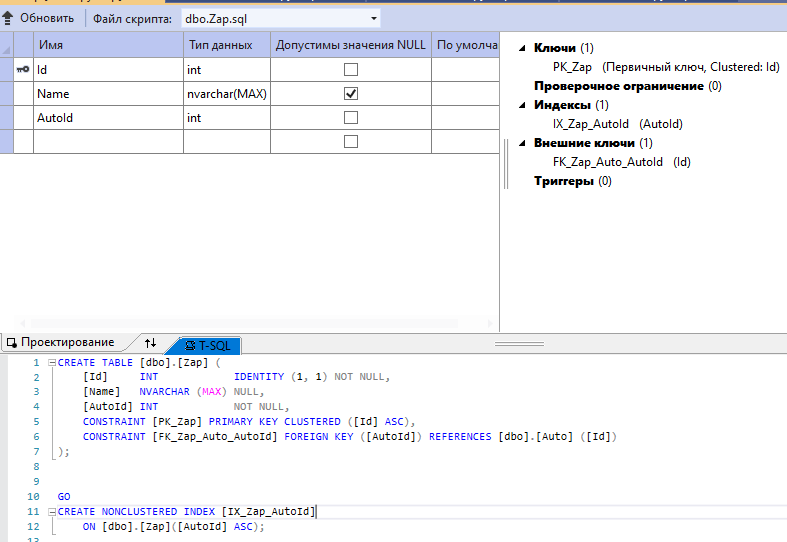 Обновить Файл скрипта: dbo.Zap.sql
Имя Тип данных Допустимы значения NULL По умолча
Id int
Name nvarchar(MAX)
AutoId int
Ключи (1)
PK_Zap (Первичный ключ, Clustered: Id)
Проверочное ограничение (0)
Индексы (1)
IX_Zap_AutoId (AutoId)
Внешние ключи (1)
FK_Zap_Auto_AutoId (Id)
Триггеры (0)
Проектирование T-SQL
1 CREATE TABLE [dbo].[Zap] (
2 [Id] INT IDENTITY (1, 1) NOT NULL,
3 [Name] NVARCHAR (MAX) NULL,
4 [AutoId] INT NOT NULL,
5 CONSTRAINT [PK_Zap] PRIMARY KEY CLUSTERED ([Id] ASC),
6 CONSTRAINT [FK_Zap_Auto_AutoId] FOREIGN KEY ([AutoId]) REFERENCES [dbo].[Auto] ([Id])
7 );
8
9
10 GO
11 CREATE NONCLUSTERED INDEX [IX_Zap_AutoId]
12 ON [dbo].[Zap]([AutoId] ASC);